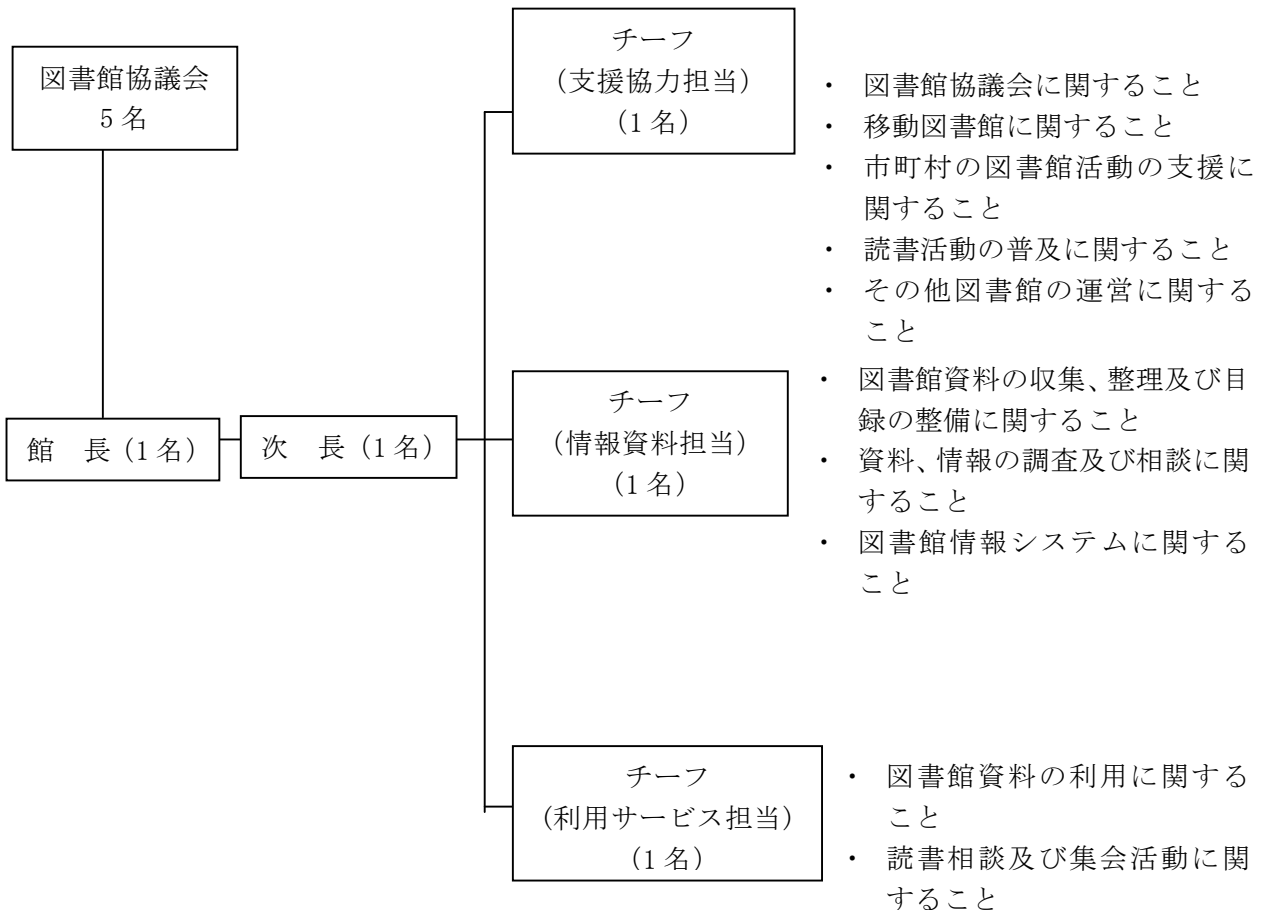 図書館協議会
5名
館　長（1名）
次　長（1名）
チーフ
（支援協力担当）
（1名）
・ 図書館協議会に関すること
・ 移動図書館に関すること
・ 市町村の図書館活動の支援に
関すること
・ 読書活動の普及に関すること
・ その他図書館の運営に関する
こと
チーフ
（情報資料担当）
（1名）
・ 図書館資料の収集、整理及び目
録の整備に関すること
・ 資料、情報の調査及び相談に関
すること
・ 図書館情報システムに関する
こと
チーフ
（利用サービス担当）
（1名）
・ 図書館資料の利用に関する
こと
・ 読書相談及び集会活動に関
すること